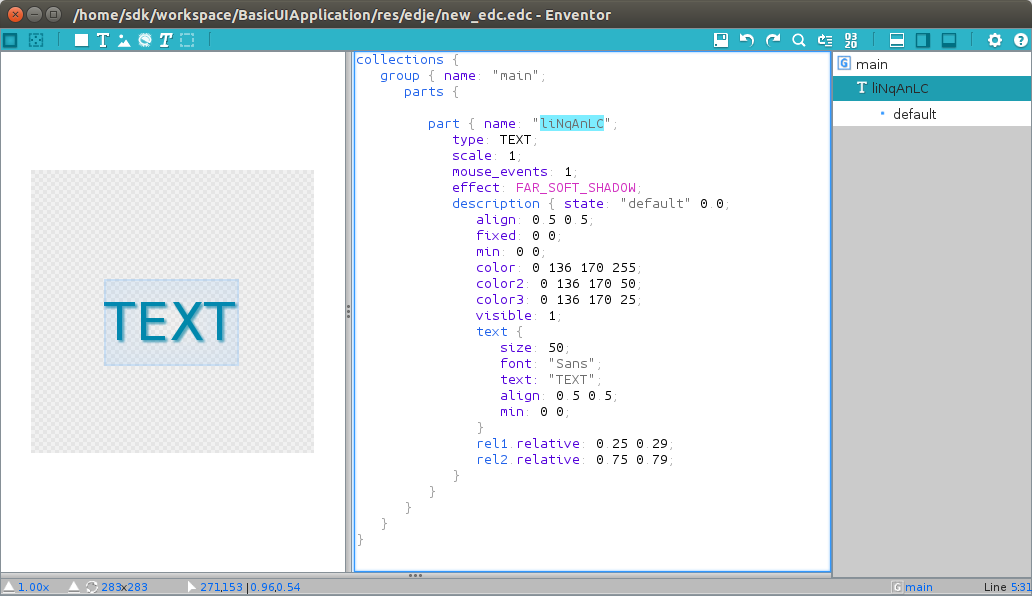 /home/sdk/workspace/BasicUIApplication/res/edje/new_edc.edc - Enventor
T T 03 20 ?
TEXT
collections {
group { name: "main";
parts {
part { name: "liNqAnLC";
type: TEXT;
scale: 1;
mouse_events: 1;
effect: FAR_SOFT_SHADOW;
description { state: "default" 0.0;
align: 0.5 0.5;
fixed: 0 0;
min: 0 0;
color: 0 136 170 255;
color2: 0 136 170 50;
color3: 0 136 170 25;
visible: 1;
text {
size: 50;
font: "Sans";
text: "TEXT";
align: 0.5 0.5;
min: 0 0;
}
rel1.relative: 0.25 0.29;
rel2.relative: 0.75 0.79;
}
}
}
}
}
G main
T liNqAnLC
default
1.00x 283x283 271,153 | 0.96,0.54 G main Line 5:31